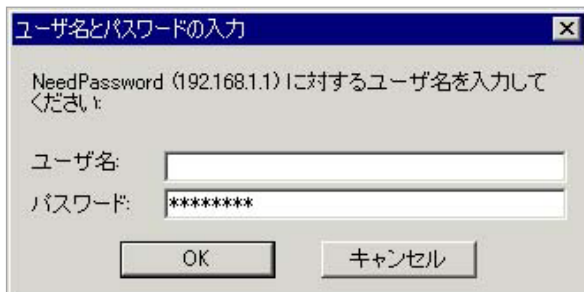 ユーザ名とパスワードの入力
NeedPassword (192.168.1.1) に対するユーザ名を入力して
ください:
ユーザ名:
パスワード: ********
OK キャンセル